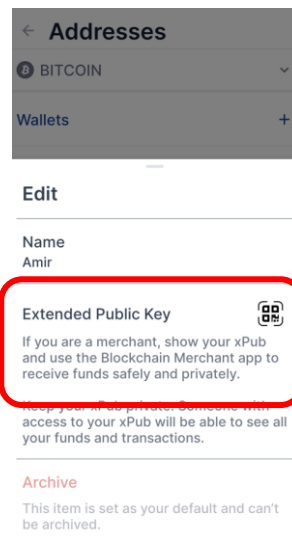 ← Addresses
BITCOIN
Wallets +
Edit
Name
Amir
Extended Public Key
If you are a merchant, show your xPub
and use the Blockchain Merchant app to
receive funds safely and privately.
Keep your xPub private. Someone with
access to your xPub will be able to see all
your funds and transactions.
Archive
This item is set as your default and can't
be archived.